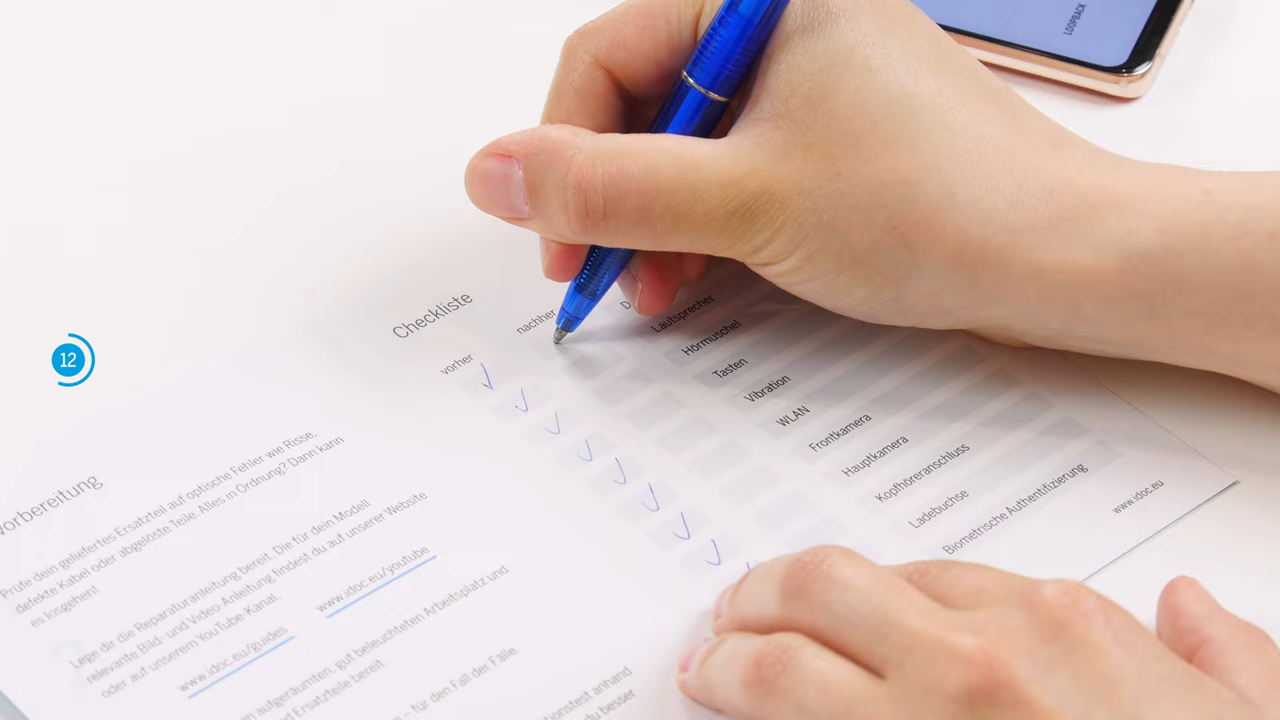 LOOPBACK
12
Checkliste
vorher
nachher
Lautsprecher
Hörmuschel
Tasten
Vibration
WLAN
Frontkamera
Hauptkamera
Kopfhöreranschluss
Ladebuchse
Biometrische Authentifizierung
www.idoc.eu
Vorbereitung
Prüfe dein geliefertes Ersatzteil auf optische Fehler wie Risse,
defekte Kabel oder abgelöste Teile. Alles in Ordnung? Dann kann
es losgehen!
Lege dir die Reparaturanleitung bereit. Die für dein Modell
relevante Bild- und Video-Anleitung findest du auf unserer Website
oder auf unserem YouTube Kanal.
www.idoc.eu/guides
www.idoc.eu/youtube
aufgeräumten, gut beleuchteten Arbeitsplatz und
Ersatzteile bereit.
– für den Fall der Fälle.
anhand
du besser